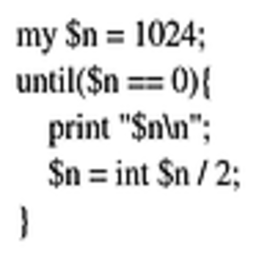 my $n = 1024;
until($n == 0){
    print "$n\n";
    $n = int $n / 2;
}